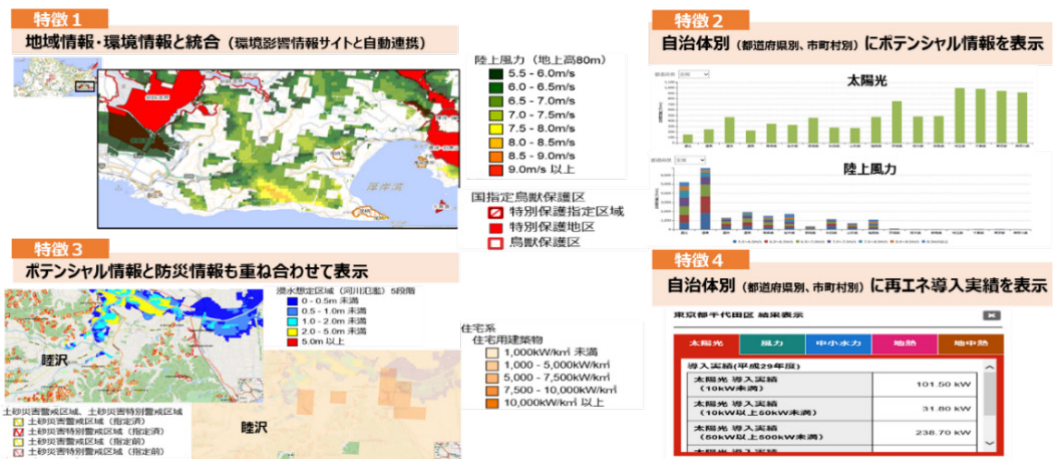 特徴1
地域情報・環境情報と統合（環境影響情報サイトと自動連携）
陸上風力（地上高80m）
5.5 - 6.0m/s
6.0 - 6.5m/s
6.5 - 7.0m/s
7.0 - 7.5m/s
7.5 - 8.0m/s
8.0 - 8.5m/s
8.5 - 9.0m/s
9.0m/s 以上
厚岸湾
国指定鳥獣保護区
特別保護指定区域
特別保護地区
鳥獣保護区
特徴2
自治体別（都道府県別、市町村別）にポテンシャル情報を表示
太陽光
陸上風力
特徴3
ポテンシャル情報と防災情報も重ね合わせて表示
浸水想定区域（河川氾濫）5段階
0 - 0.5m 未満
0.5 - 1.0m 未満
1.0 - 2.0m 未満
2.0 - 5.0m 未満
5.0m 以上
睦沢
土砂災害警戒区域、土砂災害特別警戒区域
土砂災害警戒区域（指定済）
土砂災害特別警戒区域（指定済）
土砂災害警戒区域（指定前）
土砂災害特別警戒区域（指定前）
睦沢
住宅系
住宅用建築物
1,000kW/k㎡ 未満
1,000 - 5,000kW/k㎡
5,000 - 7,500kW/k㎡
7,500 - 10,000kW/k㎡
10,000kW/k㎡ 以上
特徴4
自治体別（都道府県別、市町村別）に再エネ導入実績を表示
東京都千代田区 結果表示
太陽光 風力 中小水力 地熱 地中熱
導入実績(平成29年度)
太陽光 導入実績
（10kW未満） 101.50 kW
太陽光 導入実績
（10kW以上50kW未満） 31.80 kW
太陽光 導入実績
（50kW以上500kW未満） 238.70 kW
太陽光 導入実績